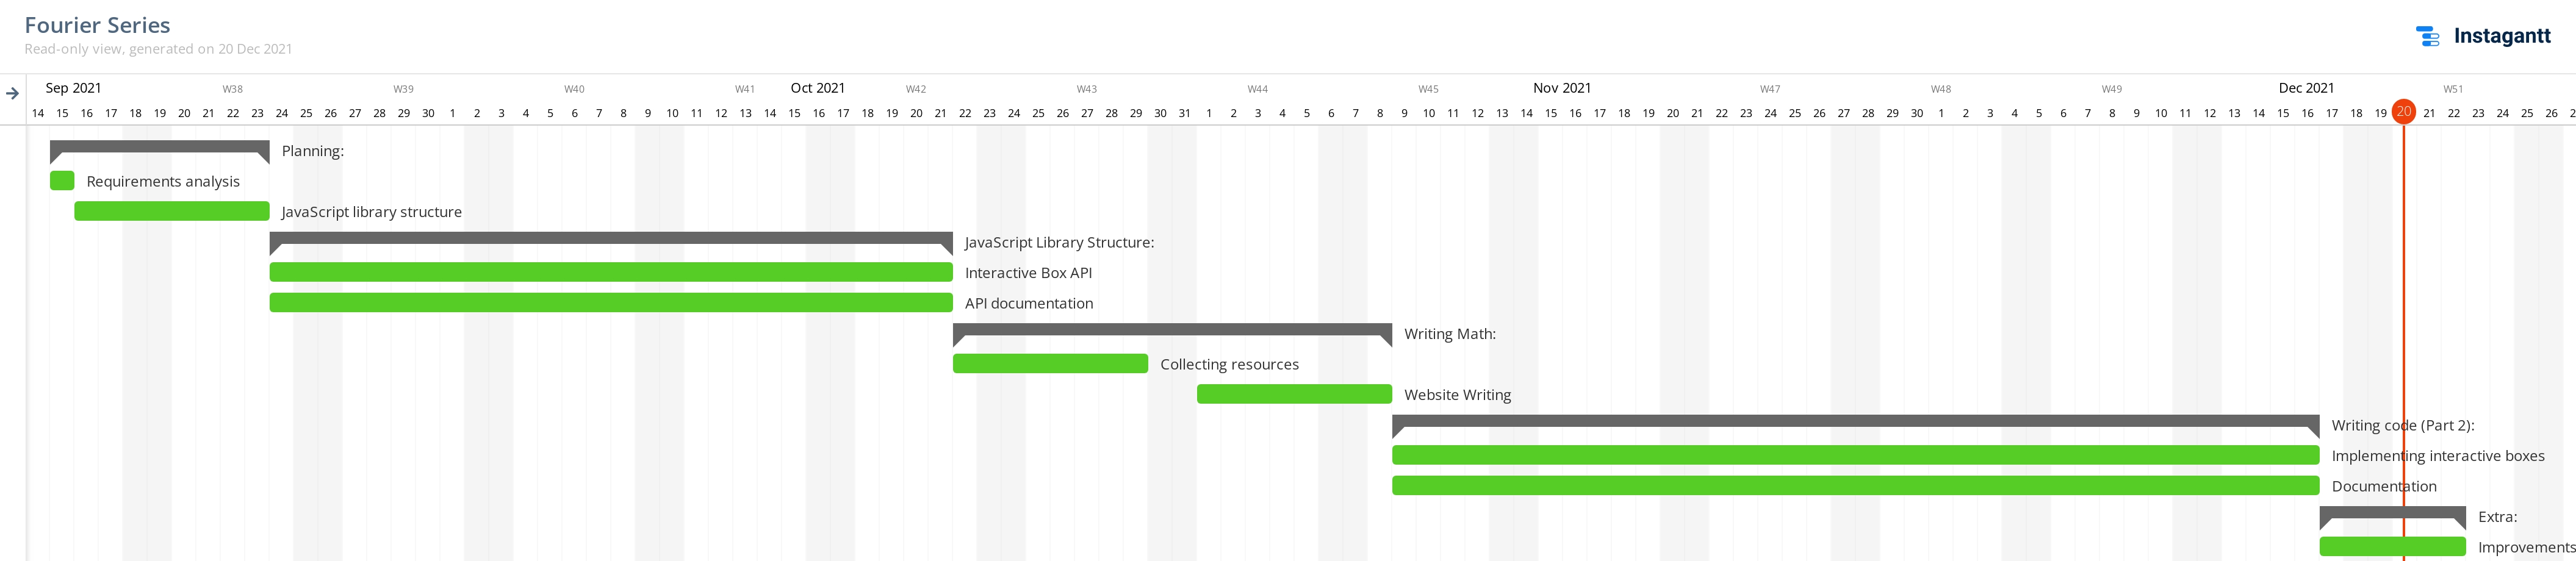 Fourier Series
Read-only view, generated on 20 Dec 2021
Instagantt
Sep 2021 W38 W39 W40 W41 Oct 2021 W42 W43 W44 W45 Nov 2021 W47 W48 W49 Dec 2021 W51
14 15 16 17 18 19 20 21 22 23 24 25 26 27 28 29 30 1 2 3 4 5 6 7 8 9 10 11 12 13 14 15 16 17 18 19 20 21 22 23 24 25 26 27 28 29 30 31 1 2 3 4 5 6 7 8 9 10 11 12 13 14 15 16 17 18 19 20 21 22 23 24 25 26 27 28 29 30 1 2 3 4 5 6 7 8 9 10 11 12 13 14 15 16 17 18 19 20 21 22 23 24 25 26 2
Planning:
Requirements analysis
JavaScript library structure
JavaScript Library Structure:
Interactive Box API
API documentation
Writing Math:
Collecting resources
Website Writing
Writing code (Part 2):
Implementing interactive boxes
Documentation
Extra:
Improvements